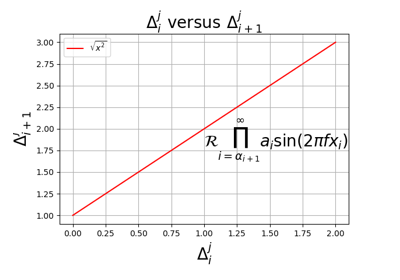 Δ_i^j versus Δ_{i+1}^j
√x²
3.00
2.75
2.50
2.25
2.00
1.75
1.50
1.25
1.00
Δ_{i+1}^j
ℛ ∏_{i=α_{i+1}}^∞ a_i sin(2πfx_i)
0.00 0.25 0.50 0.75 1.00 1.25 1.50 1.75 2.00
Δ_i^j